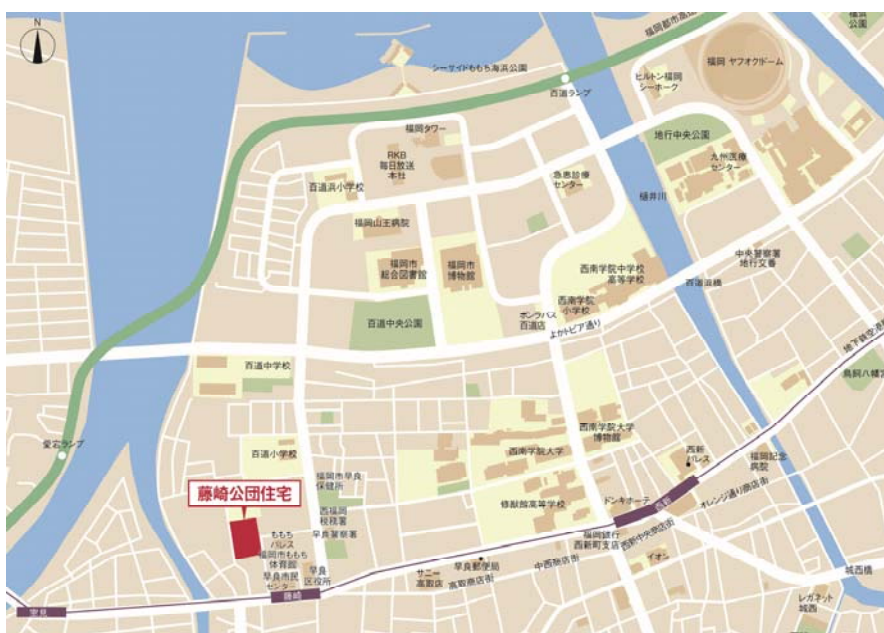 N
福岡都市高速
シーサイドももち海浜公園
百道ランプ
ヒルトン福岡
シーホーク
福岡 ヤフオクドーム
福岡タワー
RKB
毎日放送
本社
地行中央公園
九州医療
センター
百道浜小学校
急患診療
センター
樋井川
福岡山王病院
福岡市
総合図書館
福岡市
博物館
西南学院中学校
高等学校
中央警察署
地行交番
百道浜橋
西南学院
小学校
ボンラパス
百道店
よかトピア通り
百道中央公園
地下鉄空港線
百道中学校
鳥飼八幡宮
愛宕ランプ
百道小学校
西南学院大学
博物館
西南学院大学
西新
パレス
福岡記念
病院
福岡市早良
保健所
藤崎公団住宅
修猷館高等学校
ドンキホーテ
西新
オレンジ通り商店街
西福岡
税務署
早良警察署
福岡銀行
西新町支店
西新中央商店街
ももち
パレス
福岡市ももち
体育館
早良市民
センター
早良
区役所
サニー
高取店
早良郵便局
高取商店街
中西商店街
イオン
城西橋
藤崎
室見
レガネット
城西